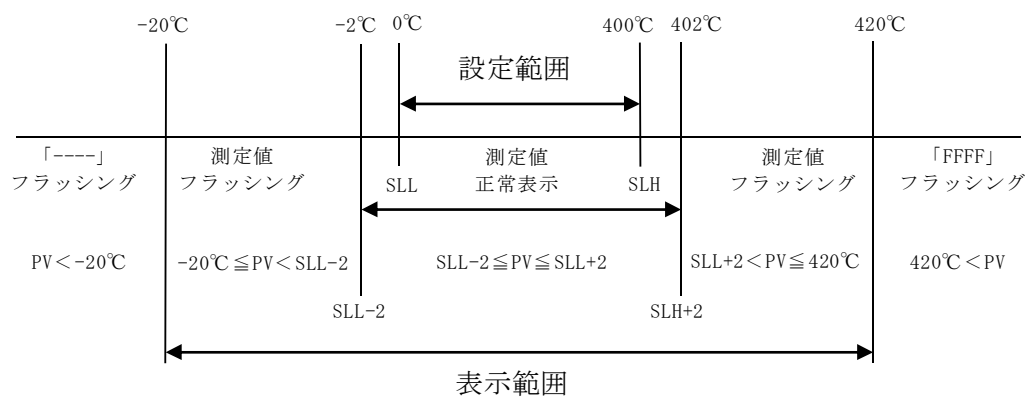 -20℃
-2℃
0℃
400℃
402℃
420℃
設定範囲
「----」
フラッシング
測定値
フラッシング
SLL
測定値
正常表示
SLH
測定値
フラッシング
「FFFF」
フラッシング
PV＜-20℃
-20℃≦PV＜SLL-2
SLL-2≦PV≦SLL+2
SLL+2＜PV≦420℃
420℃＜PV
SLL-2
SLH+2
表示範囲